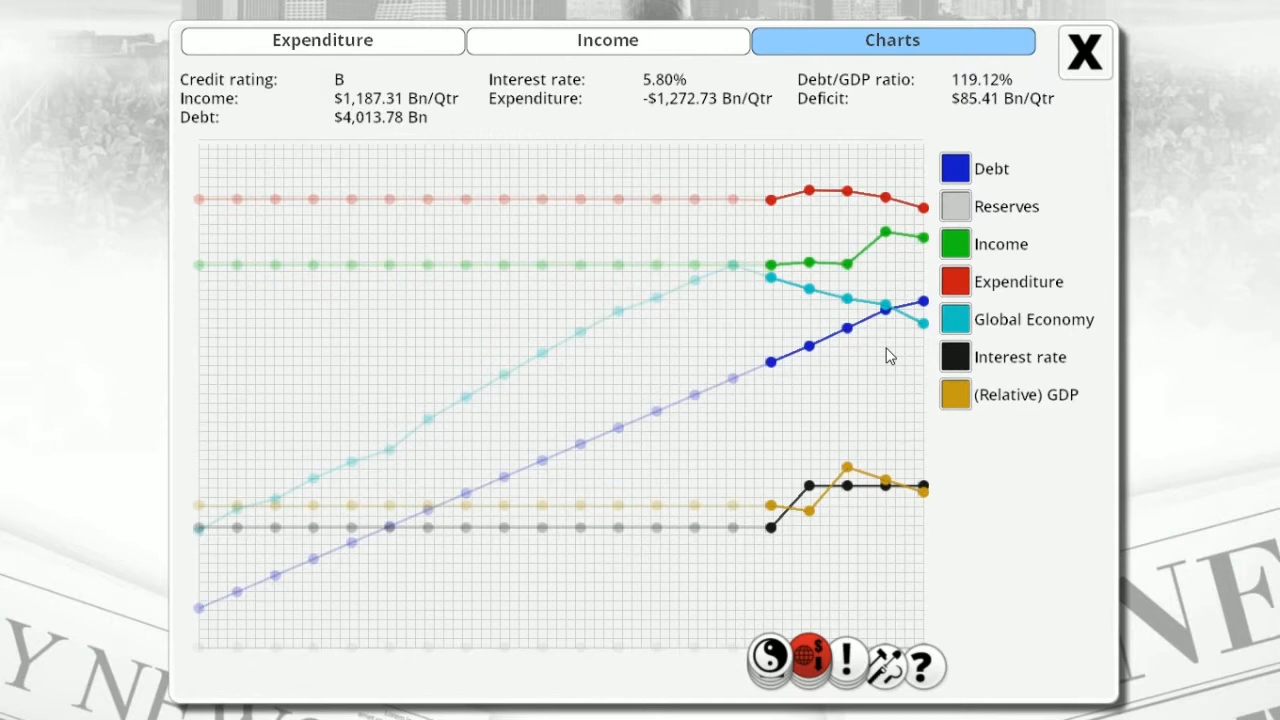 Expenditure Income Charts X
Credit rating: B Interest rate: 5.80% Debt/GDP ratio: 119.12%
Income: $1,187.31 Bn/Qtr Expenditure: -$1,272.73 Bn/Qtr Deficit: $85.41 Bn/Qtr
Debt: $4,013.78 Bn
Debt
Reserves
Income
Expenditure
Global Economy
Interest rate
(Relative) GDP
$
! ?
Y NEWS
NE